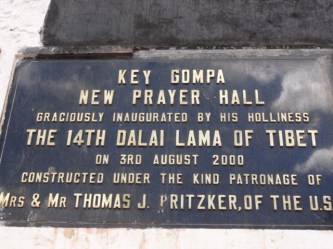 KEY GOMPA
NEW PRAYER HALL
GRACIOUSLY INAUGURATED BY HIS HOLLINESS
THE 14TH DALAI LAMA OF TIBET
ON 3RD AUGUST 2000
CONSTRUCTED UNDER THE KIND PATRONAGE OF
MRS & MR THOMAS J. PRITZKER, OF THE U.S